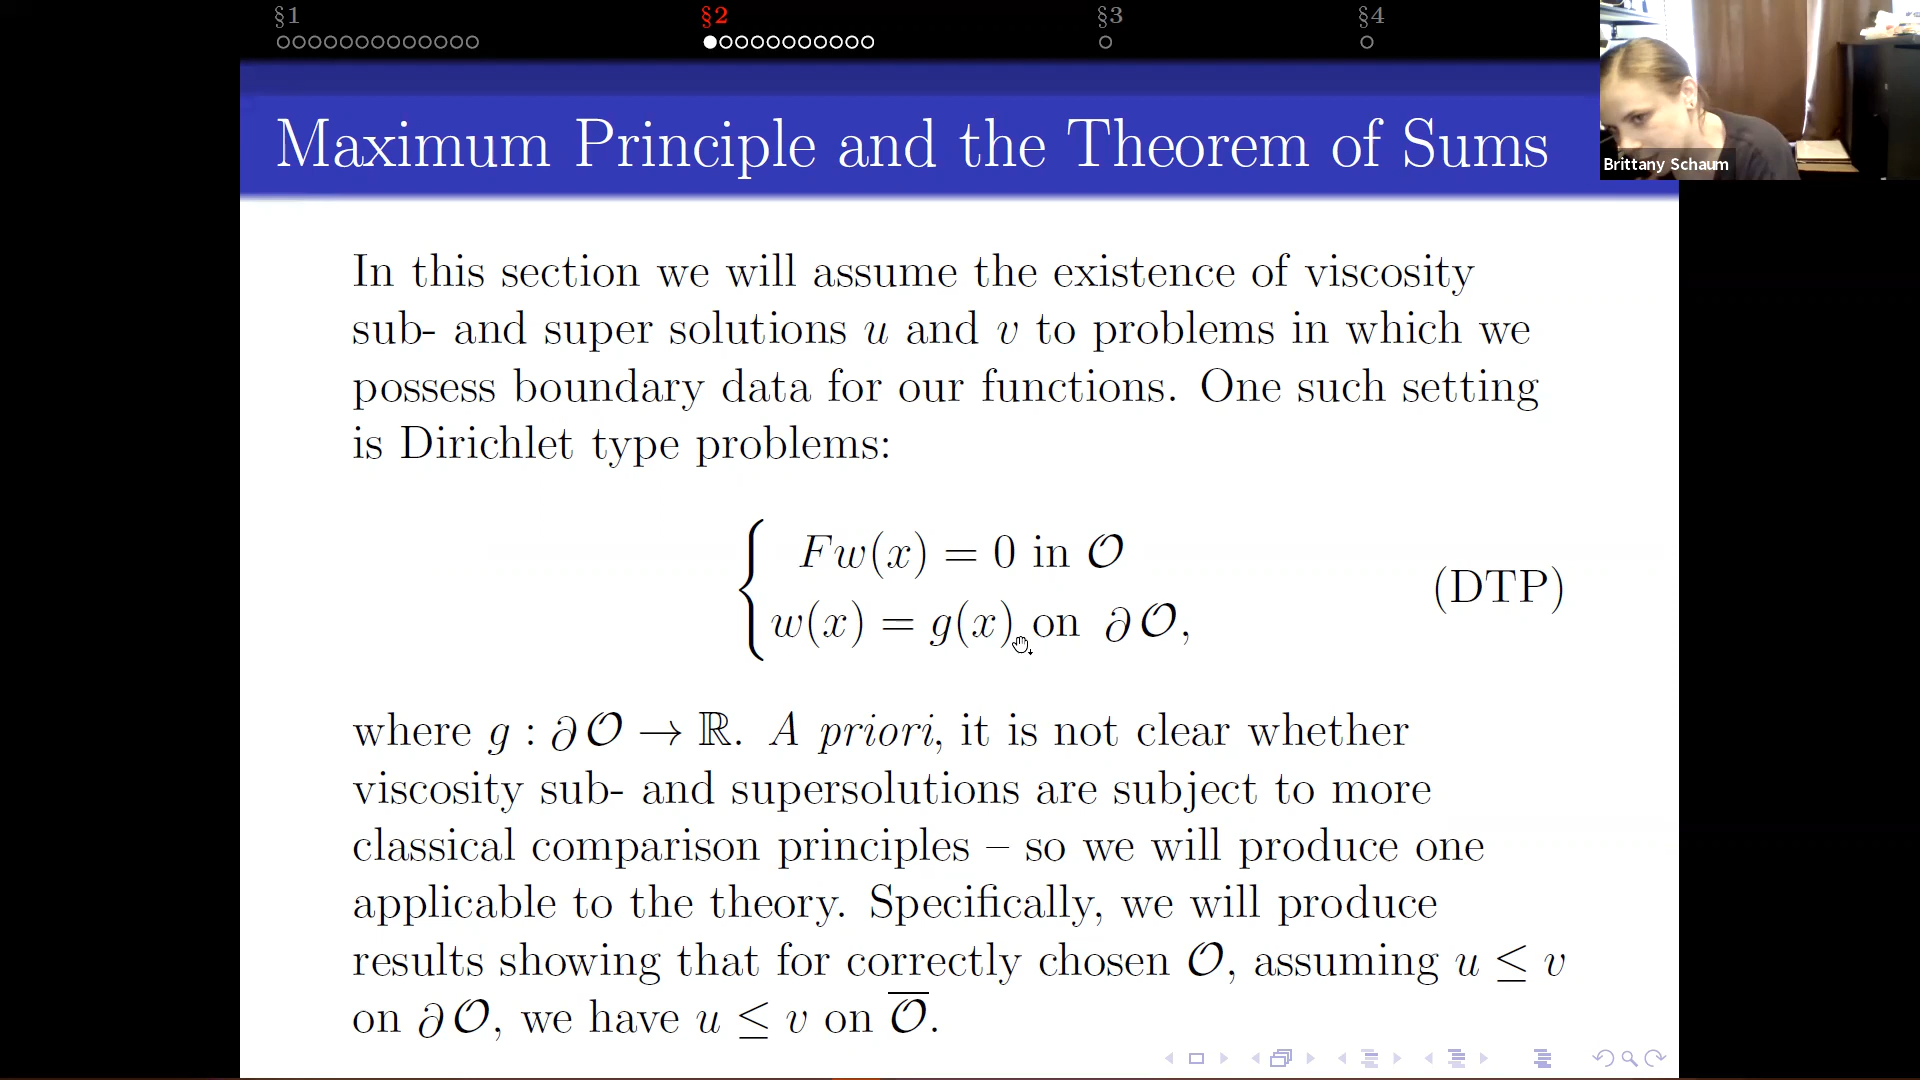 §1 §2 §3 §4
Maximum Principle and the Theorem of Sums
Brittany Schaum
In this section we will assume the existence of viscosity
sub- and super solutions u and v to problems in which we
possess boundary data for our functions. One such setting
is Dirichlet type problems:
Fw(x) = 0 in 𝒪
w(x) = g(x) on ∂𝒪,
(DTP)
where g : ∂𝒪 → ℝ. A priori, it is not clear whether
viscosity sub- and supersolutions are subject to more
classical comparison principles – so we will produce one
applicable to the theory. Specifically, we will produce
results showing that for correctly chosen 𝒪, assuming u ≤ v
on ∂𝒪, we have u ≤ v on 𝒪̅.